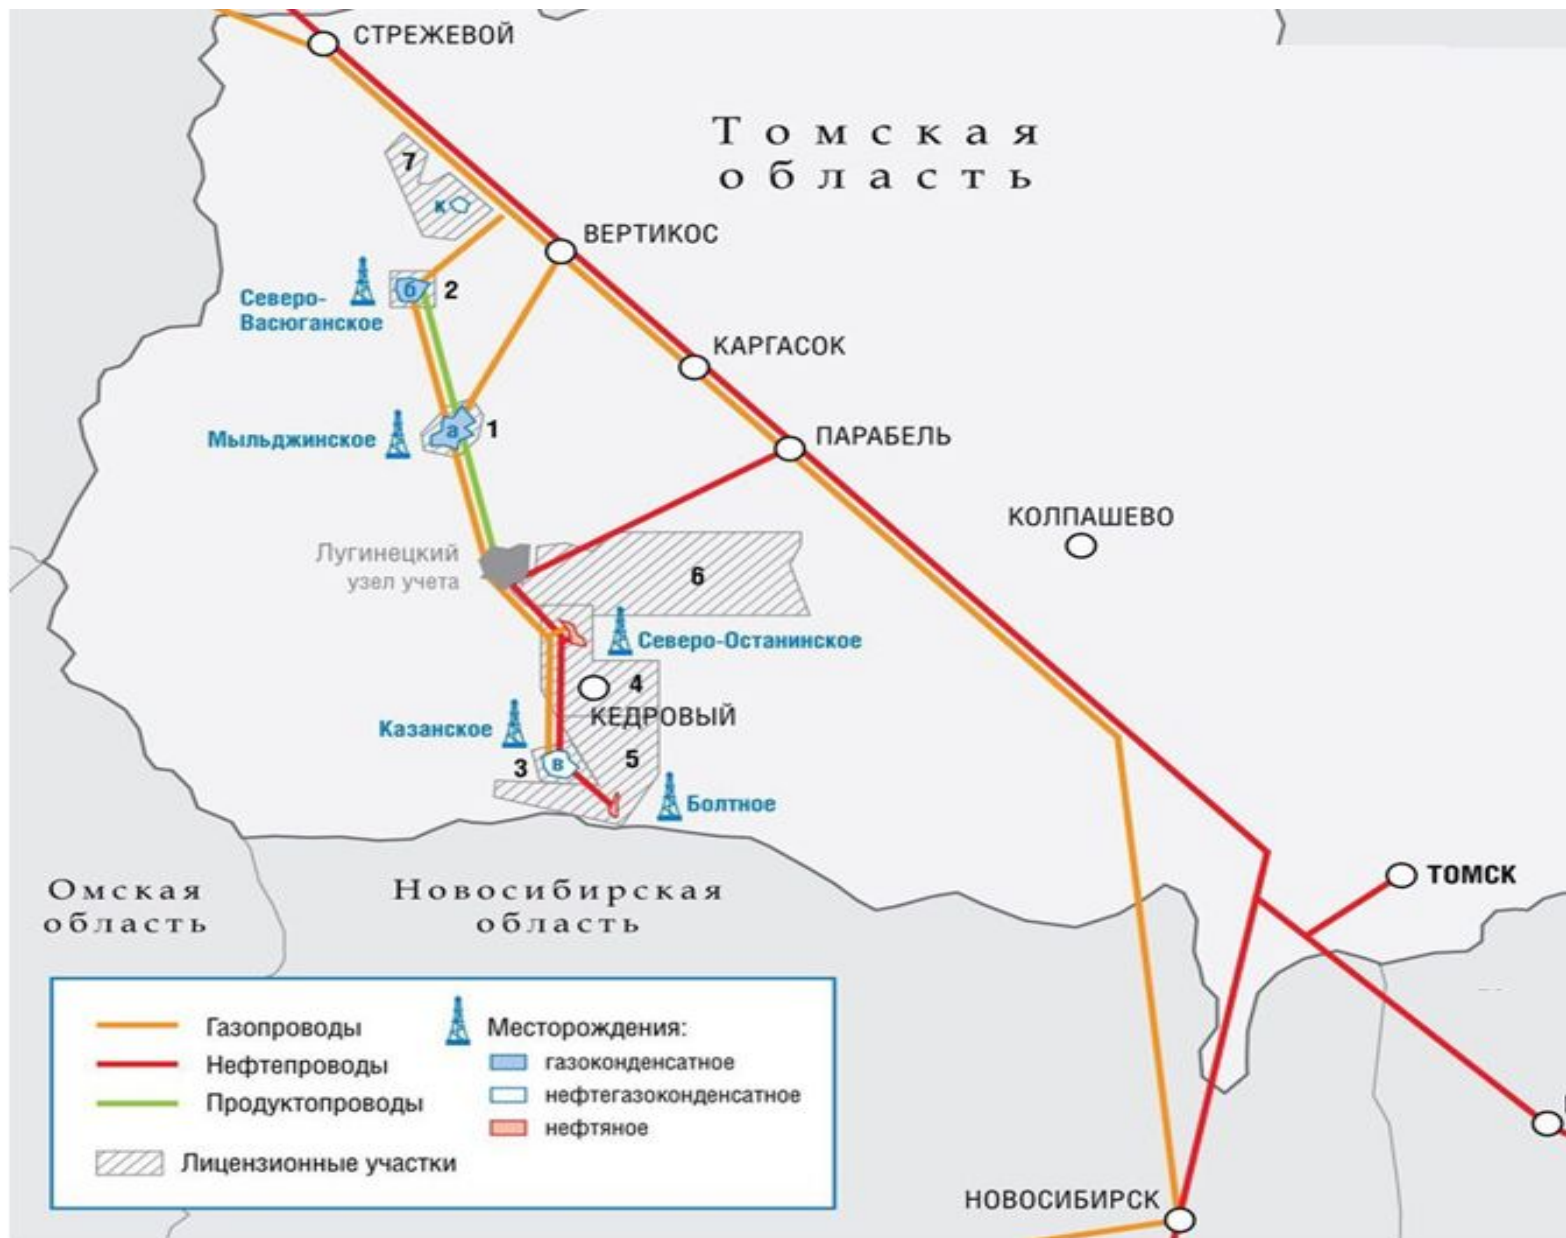 СТРЕЖЕВОЙ
Томская
область
7
к
ВЕРТИКОС
б
2
Северо-
Васюганское
КАРГАСОК
Мыльджинское
а
1
ПАРАБЕЛЬ
КОЛПАШЕВО
Лугинецкий
узел учета
6
Северо-Останинское
4
КЕДРОВЫЙ
Казанское
3
в
5
Болтное
Омская
область
Новосибирская
область
ТОМСК
Газопроводы
Нефтепроводы
Продуктопроводы
Лицензионные участки
Месторождения:
газоконденсатное
нефтегазоконденсатное
нефтяное
НОВОСИБИРСК